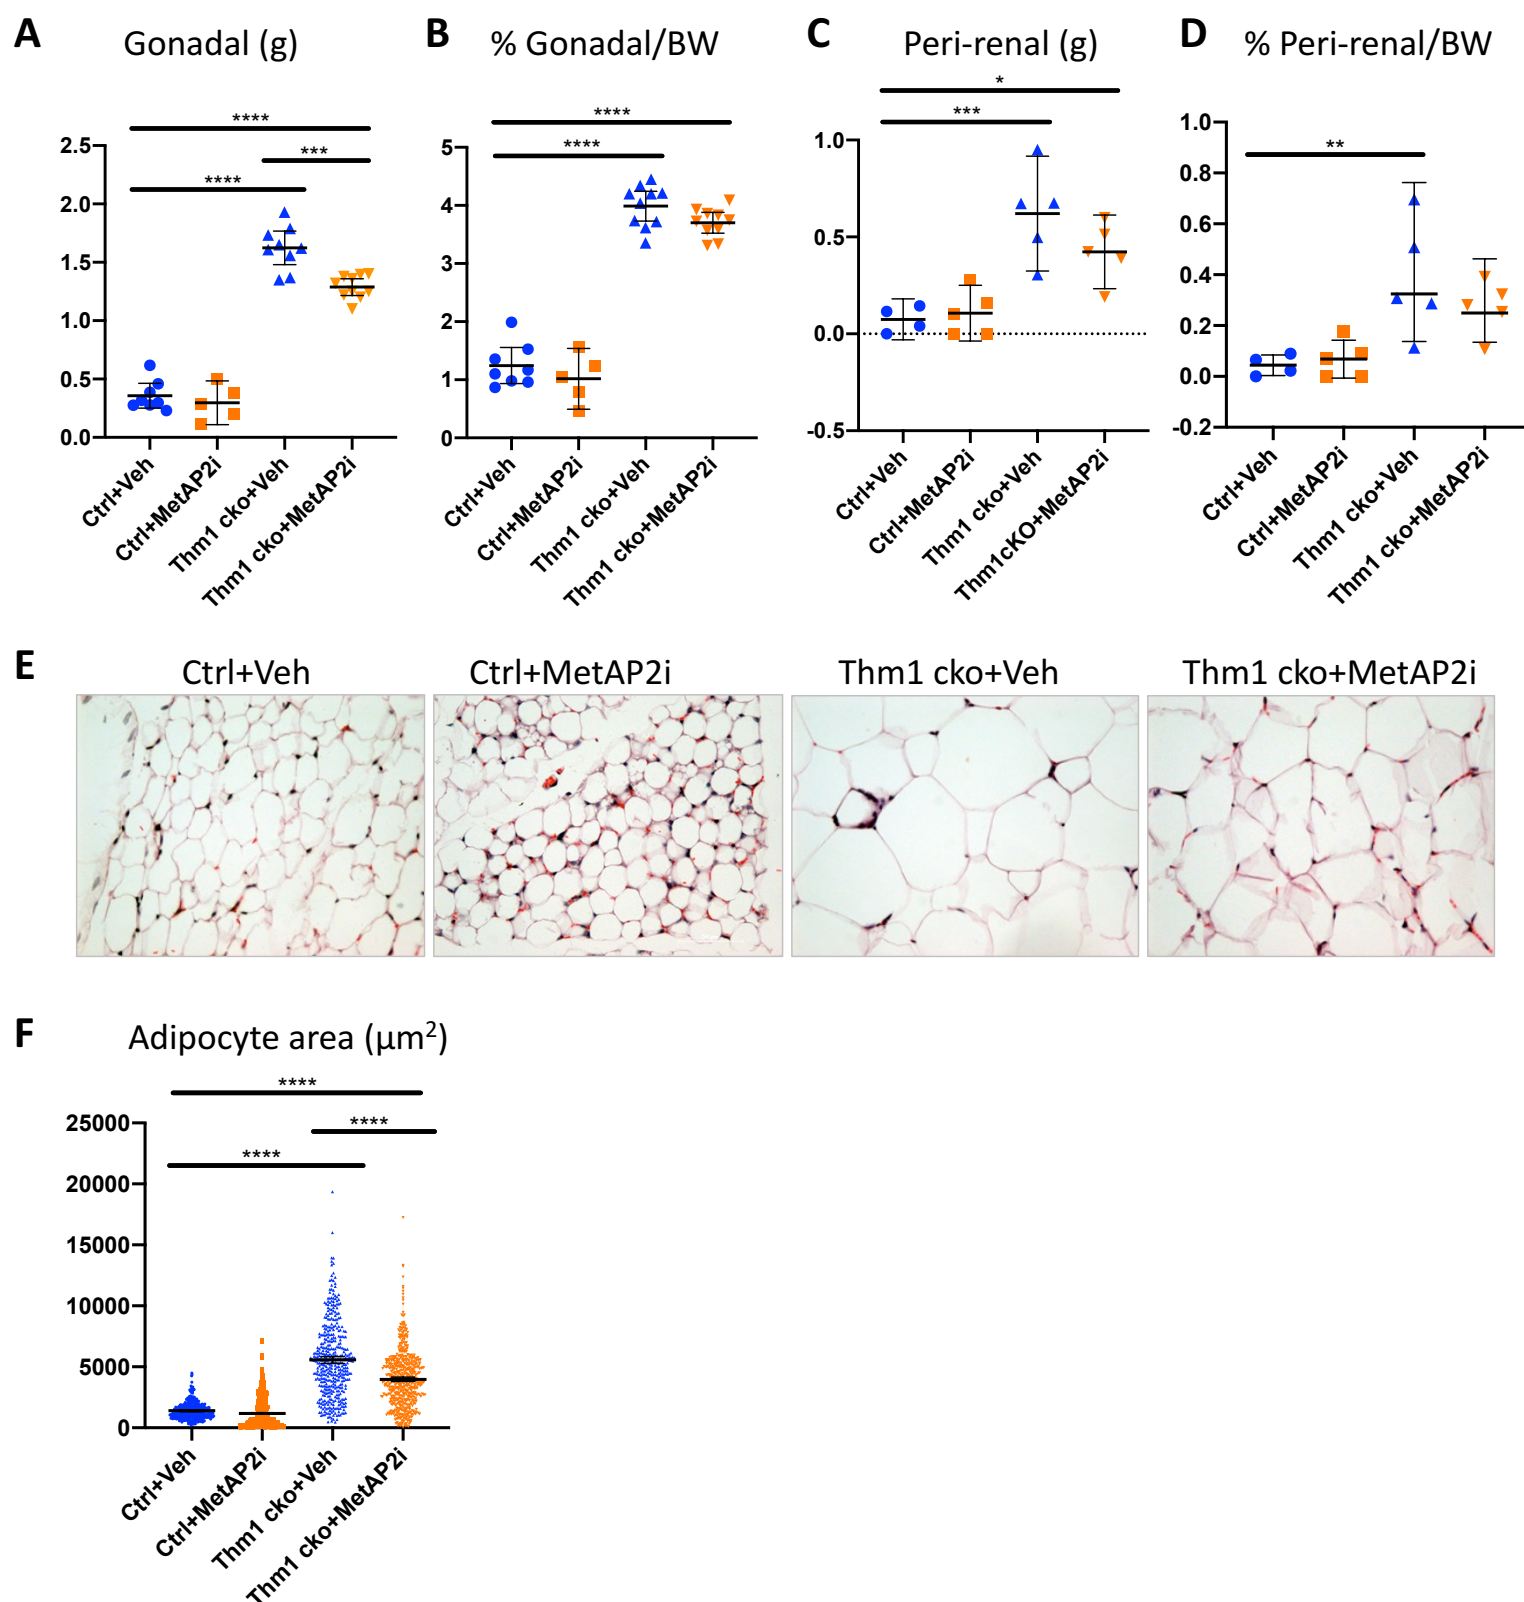 A Gonadal (g)
B % Gonadal/BW
C Peri-renal (g)
D % Peri-renal/BW
****
***
****
2.5
2.0
1.5
1.0
0.5
0.0
Ctrl+Veh
Ctrl+MetAP2i
Thm1 cko+Veh
Thm1 cko+MetAP2i
****
****
5
4
3
2
1
0
Ctrl+Veh
Ctrl+MetAP2i
Thm1 cko+Veh
Thm1 cko+MetAP2i
*
***
1.0
0.5
0.0
-0.5
Ctrl+Veh
Ctrl+MetAP2i
Thm1 cko+Veh
Thm1cKO+MetAP2i
**
1.0
0.8
0.6
0.4
0.2
0.0
-0.2
Ctrl+Veh
Ctrl+MetAP2i
Thm1 cko+Veh
Thm1 cko+MetAP2i
E Ctrl+Veh Ctrl+MetAP2i Thm1 cko+Veh Thm1 cko+MetAP2i
F Adipocyte area (µm²)
****
****
****
25000
20000
15000
10000
5000
0
Ctrl+Veh
Ctrl+MetAP2i
Thm1 cko+Veh
Thm1 cko+MetAP2i